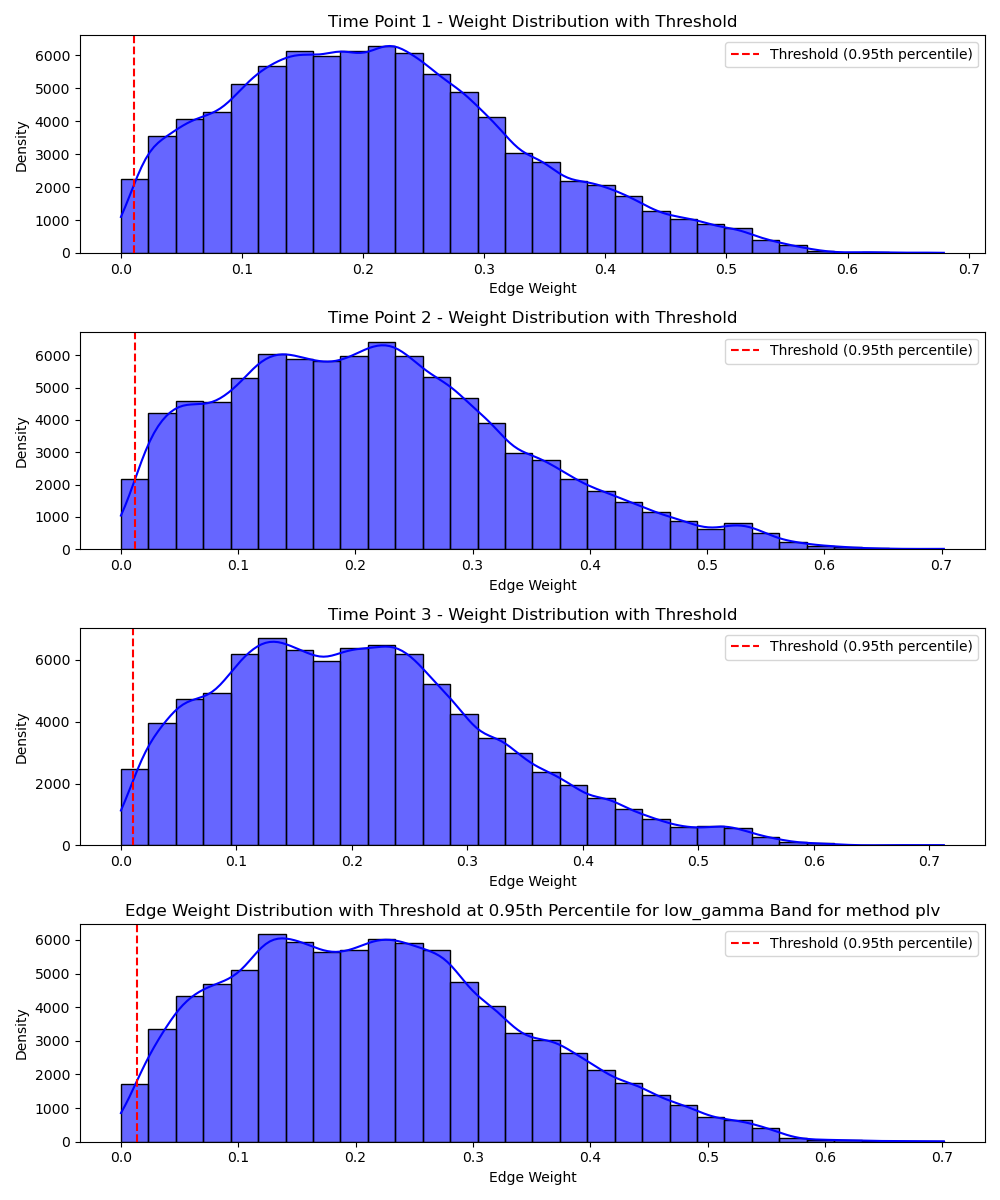 Time Point 1 - Weight Distribution with Threshold
Threshold (0.95th percentile)
Density
6000
5000
4000
3000
2000
1000
0
0.0 0.1 0.2 0.3 0.4 0.5 0.6 0.7
Edge Weight
Time Point 2 - Weight Distribution with Threshold
Threshold (0.95th percentile)
Density
6000
5000
4000
3000
2000
1000
0
0.0 0.1 0.2 0.3 0.4 0.5 0.6 0.7
Edge Weight
Time Point 3 - Weight Distribution with Threshold
Threshold (0.95th percentile)
Density
6000
4000
2000
0
0.0 0.1 0.2 0.3 0.4 0.5 0.6 0.7
Edge Weight
Edge Weight Distribution with Threshold at 0.95th Percentile for low_gamma Band for method plv
Threshold (0.95th percentile)
Density
6000
5000
4000
3000
2000
1000
0
0.0 0.1 0.2 0.3 0.4 0.5 0.6 0.7
Edge Weight